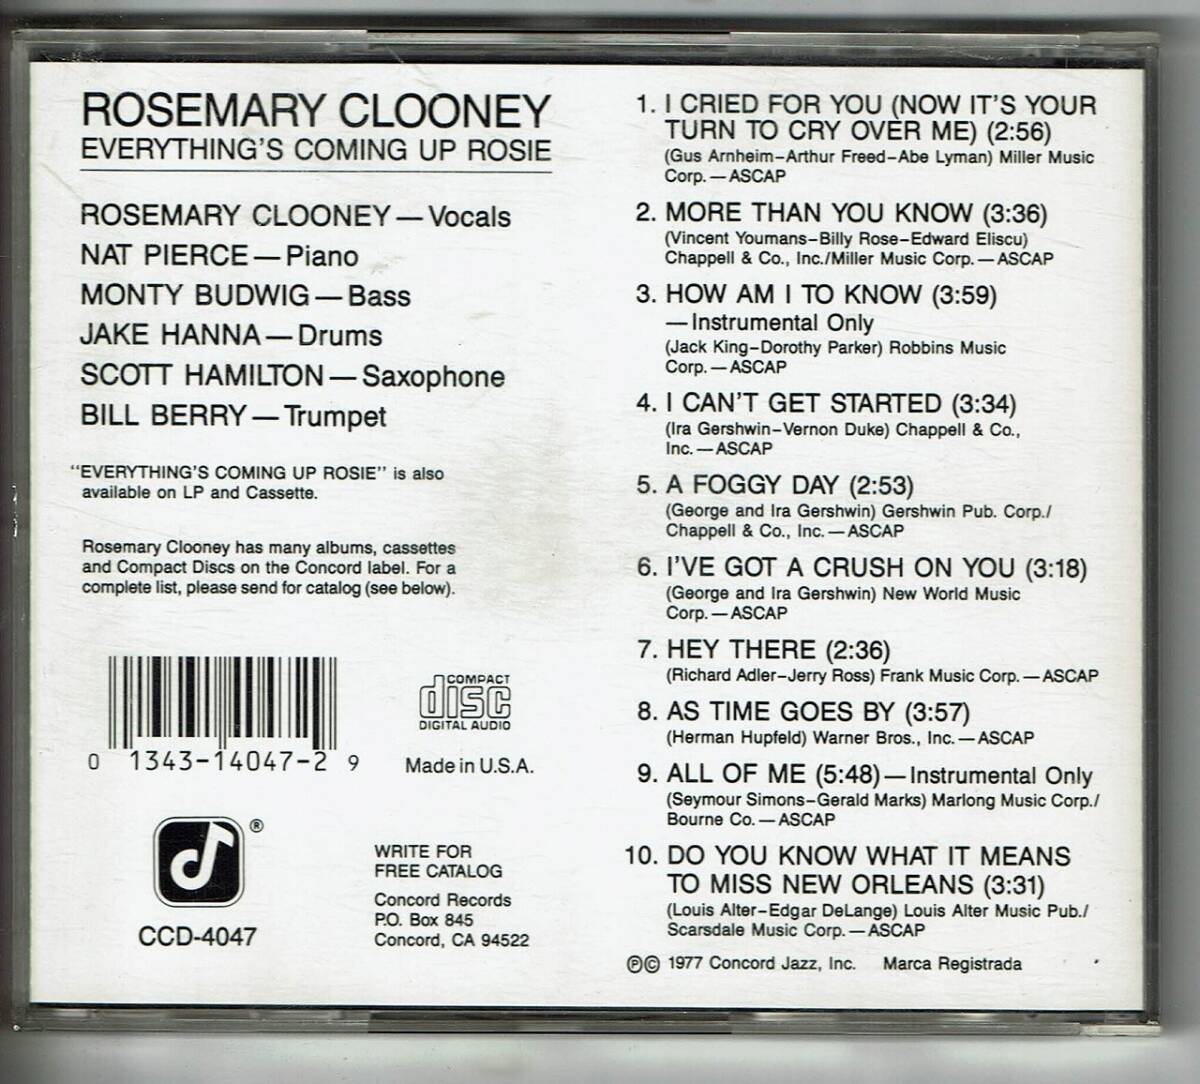 ROSEMARY CLOONEY
EVERYTHING'S COMING UP ROSIE
ROSEMARY CLOONEY — Vocals
NAT PIERCE — Piano
MONTY BUDWIG — Bass
JAKE HANNA — Drums
SCOTT HAMILTON — Saxophone
BILL BERRY — Trumpet
"EVERYTHING'S COMING UP ROSIE" is also
available on LP and Cassette.
Rosemary Clooney has many albums, cassettes
and Compact Discs on the Concord label. For a
complete list, please send for catalog (see below).
0 1343-14047-2 9
COMPACT
disc
DIGITAL AUDIO
Made in U.S.A.
®
CCD-4047
WRITE FOR
FREE CATALOG
Concord Records
P.O. Box 845
Concord, CA 94522
1. I CRIED FOR YOU (NOW IT'S YOUR
TURN TO CRY OVER ME) (2:56)
(Gus Arnheim–Arthur Freed–Abe Lyman) Miller Music
Corp. — ASCAP
2. MORE THAN YOU KNOW (3:36)
(Vincent Youmans–Billy Rose–Edward Eliscu)
Chappell & Co., Inc./Miller Music Corp. — ASCAP
3. HOW AM I TO KNOW (3:59)
— Instrumental Only
(Jack King–Dorothy Parker) Robbins Music
Corp. — ASCAP
4. I CAN'T GET STARTED (3:34)
(Ira Gershwin–Vernon Duke) Chappell & Co.,
Inc. — ASCAP
5. A FOGGY DAY (2:53)
(George and Ira Gershwin) Gershwin Pub. Corp./
Chappell & Co., Inc. — ASCAP
6. I'VE GOT A CRUSH ON YOU (3:18)
(George and Ira Gershwin) New World Music
Corp. — ASCAP
7. HEY THERE (2:36)
(Richard Adler–Jerry Ross) Frank Music Corp. — ASCAP
8. AS TIME GOES BY (3:57)
(Herman Hupfeld) Warner Bros., Inc. — ASCAP
9. ALL OF ME (5:48) — Instrumental Only
(Seymour Simons–Gerald Marks) Marlong Music Corp./
Bourne Co. — ASCAP
10. DO YOU KNOW WHAT IT MEANS
TO MISS NEW ORLEANS (3:31)
(Louis Alter–Edgar DeLange) Louis Alter Music Pub./
Scarsdale Music Corp. — ASCAP
℗© 1977 Concord Jazz, Inc. Marca Registrada